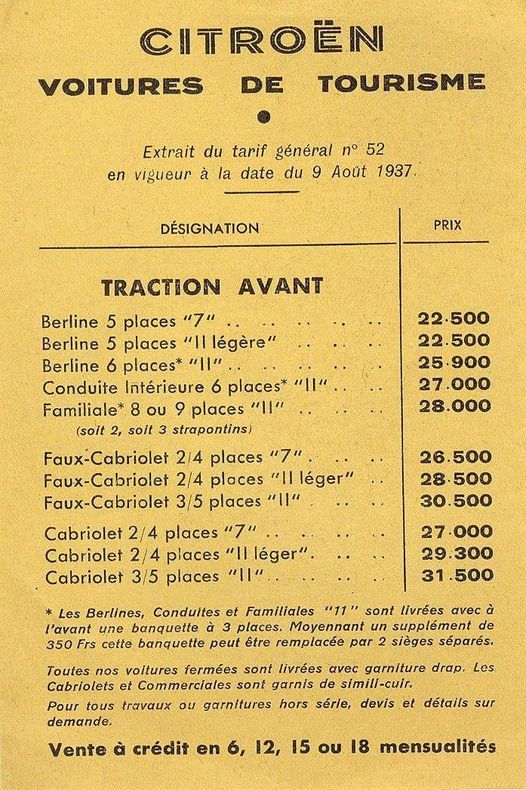 CITROËN
VOITURES DE TOURISME
Extrait du tarif général n° 52
en vigueur à la date du 9 Août 1937.
DÉSIGNATION PRIX
TRACTION AVANT
Berline 5 places "7" .. .. .. .. .. 22.500
Berline 5 places "11 légère" .. .. .. 22.500
Berline 6 places* "11" .. .. .. .. 25.900
Conduite Intérieure 6 places* "11" .. .. 27.000
Familiale* 8 ou 9 places "11" .. .. .. 28.000
(soit 2, soit 3 strapontins)
Faux-Cabriolet 2/4 places "7" . .. .. 26.500
Faux-Cabriolet 2/4 places "11 léger" .. .. 28.500
Faux-Cabriolet 3/5 places "11" .. .. .. 30.500
Cabriolet 2/4 places "7" .. .. .. .. 27.000
Cabriolet 2/4 places "11 léger". .. .. 29.300
Cabriolet 3/5 places "11" .. .. .. .. 31.500
* Les Berlines, Conduites et Familiales "11" sont livrées avec à
l'avant une banquette à 3 places. Moyennant un supplément de
350 Frs cette banquette peut être remplacée par 2 sièges séparés.
Toutes nos voitures fermées sont livrées avec garniture drap. Les
Cabriolets et Commerciales sont garnis de simili-cuir.
Pour tous travaux ou garnitures hors série, devis et détails sur
demande.
Vente à crédit en 6, 12, 15 ou 18 mensualités